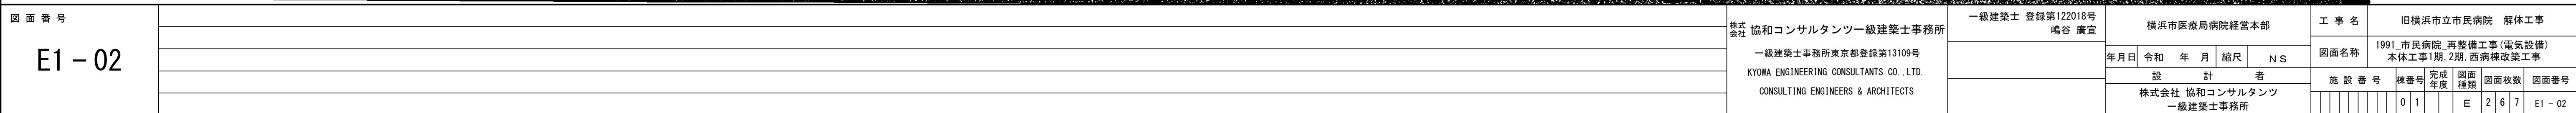 図面番号
E1-02
株式会社 協和コンサルタンツ一級建築士事務所
一級建築士事務所東京都登録第13109号
KYOWA ENGINEERING CONSULTANTS CO.,LTD.
CONSULTING ENGINEERS & ARCHITECTS
一級建築士 登録第122018号
嶋谷 廣宣
横浜市医療局病院経営本部
年月日 令和 年 月 縮尺 NS
設計者
株式会社 協和コンサルタンツ
一級建築士事務所
工事名 旧横浜市立市民病院 解体工事
図面名称 1991_市民病院_再整備工事(電気設備)
本体工事1期,2期,西病棟改築工事
施設番号 棟番号 完成年度 図面種類 図面枚数 図面番号
01 E 267 E1-02